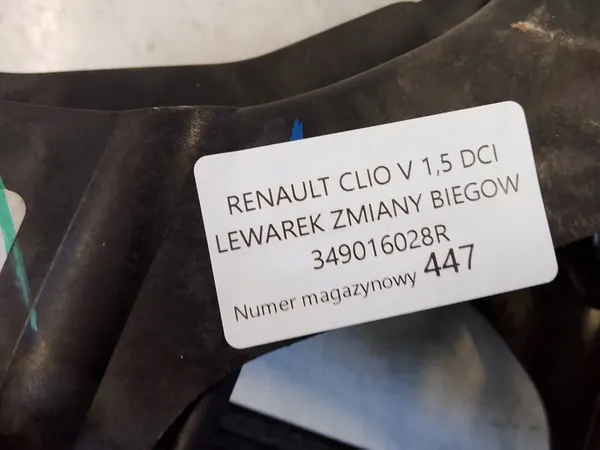 RENAULT CLIO V 1,5 DCI
LEWAREK ZMIANY BIEGOW
349016028R
Numer magazynowy 447